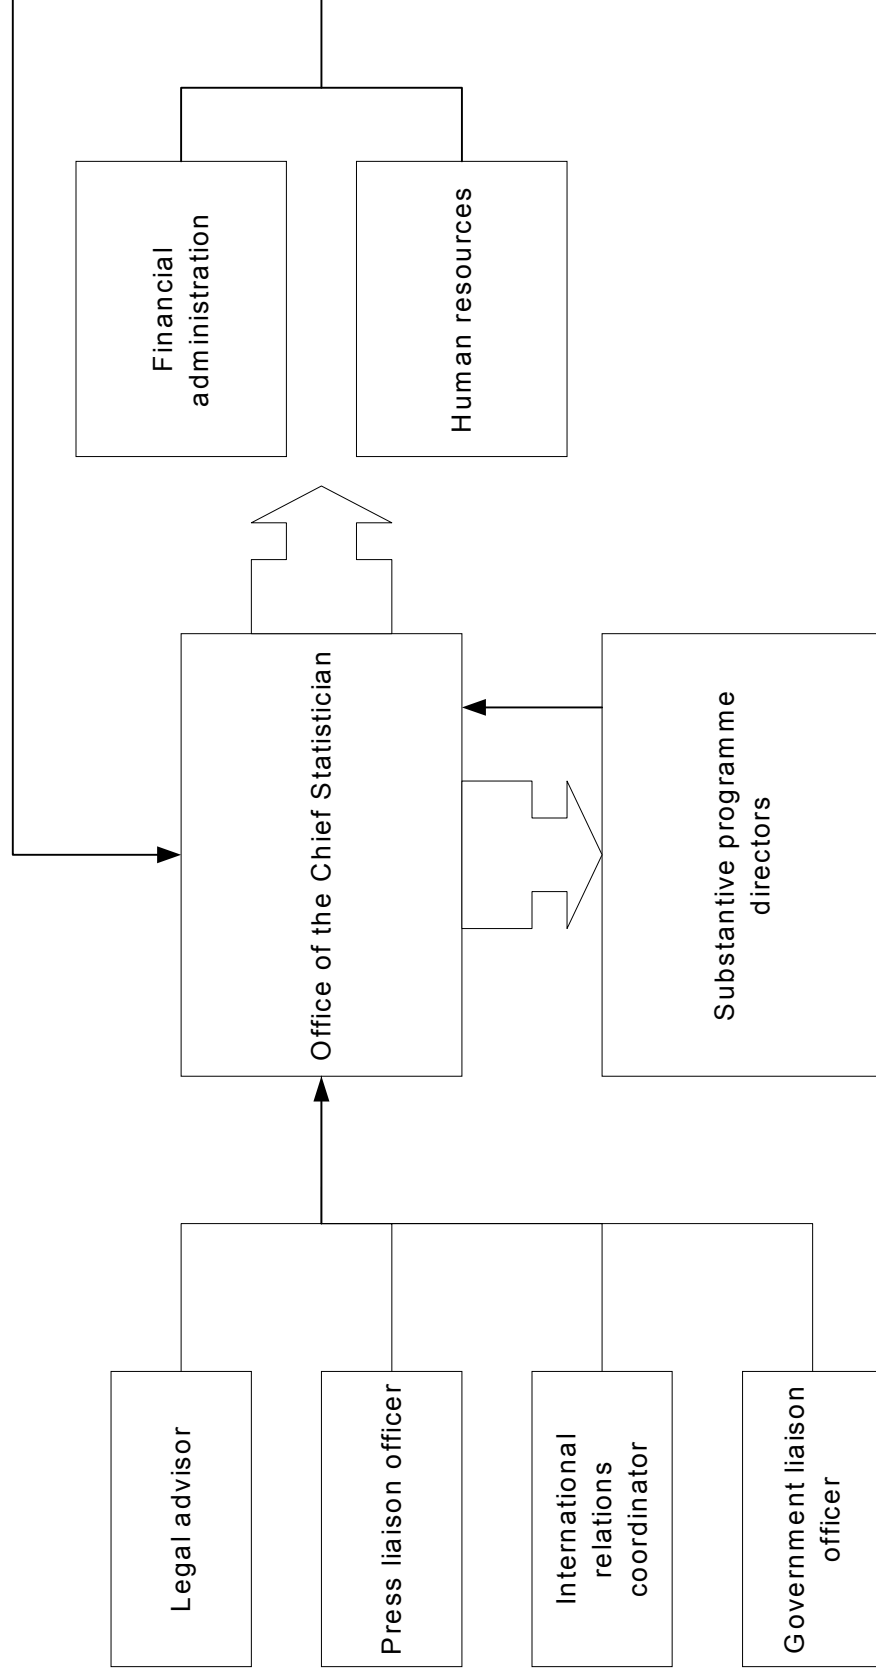 Legal advisor
Press liaison officer
International
relations
coordinator
Government liaison
officer
Office of the Chief Statistician
Substantive programme
directors
Financial
administration
Human resources